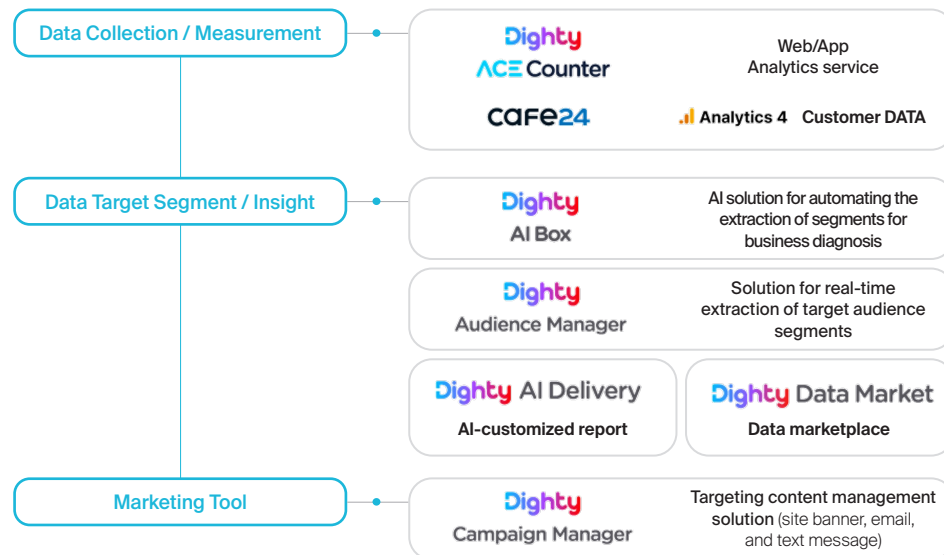 Data Collection / Measurement
Dighty
ACE Counter
Web/App
Analytics service
cafe24
Analytics 4 Customer DATA
Data Target Segment / Insight
Dighty
AI Box
AI solution for automating the
extraction of segments for
business diagnosis
Dighty
Audience Manager
Solution for real-time
extraction of target audience
segments
Dighty AI Delivery
AI-customized report
Dighty Data Market
Data marketplace
Marketing Tool
Dighty
Campaign Manager
Targeting content management
solution (site banner, email,
and text message)